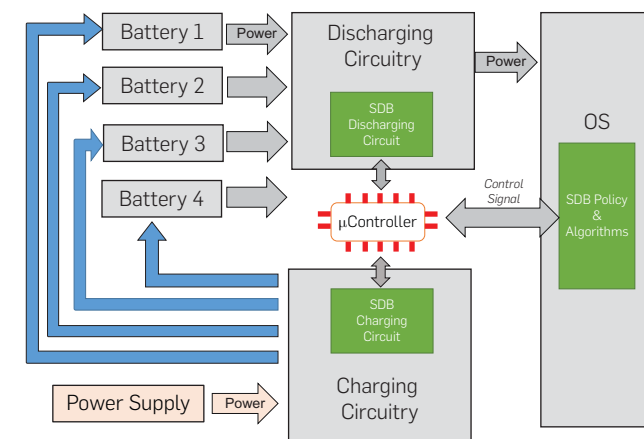 Battery 1
Power
Discharging
Circuitry
Power
Battery 2
SDB
Discharging
Circuit
OS
Battery 3
Control
Signal
SDB Policy
&
Algorithms
Battery 4
μController
SDB
Charging
Circuit
Power Supply
Power
Charging
Circuitry